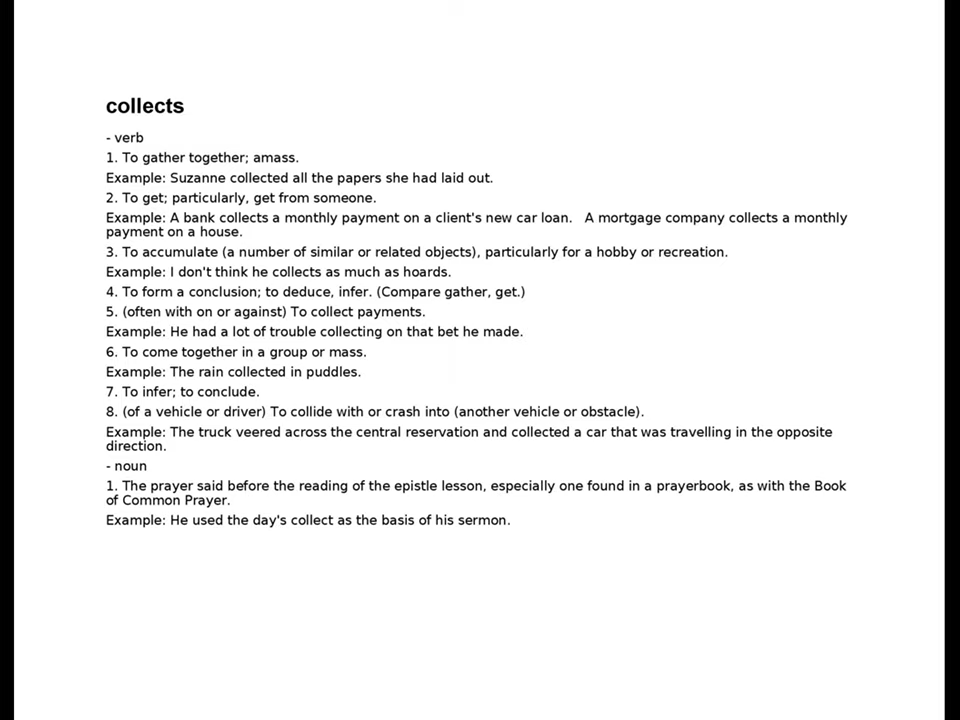 collects
- verb
1. To gather together; amass.
Example: Suzanne collected all the papers she had laid out.
2. To get; particularly, get from someone.
Example: A bank collects a monthly payment on a client's new car loan.   A mortgage company collects a monthly
payment on a house.
3. To accumulate (a number of similar or related objects), particularly for a hobby or recreation.
Example: I don't think he collects as much as hoards.
4. To form a conclusion; to deduce, infer. (Compare gather, get.)
5. (often with on or against) To collect payments.
Example: He had a lot of trouble collecting on that bet he made.
6. To come together in a group or mass.
Example: The rain collected in puddles.
7. To infer; to conclude.
8. (of a vehicle or driver) To collide with or crash into (another vehicle or obstacle).
Example: The truck veered across the central reservation and collected a car that was travelling in the opposite
direction.
- noun
1. The prayer said before the reading of the epistle lesson, especially one found in a prayerbook, as with the Book
of Common Prayer.
Example: He used the day's collect as the basis of his sermon.